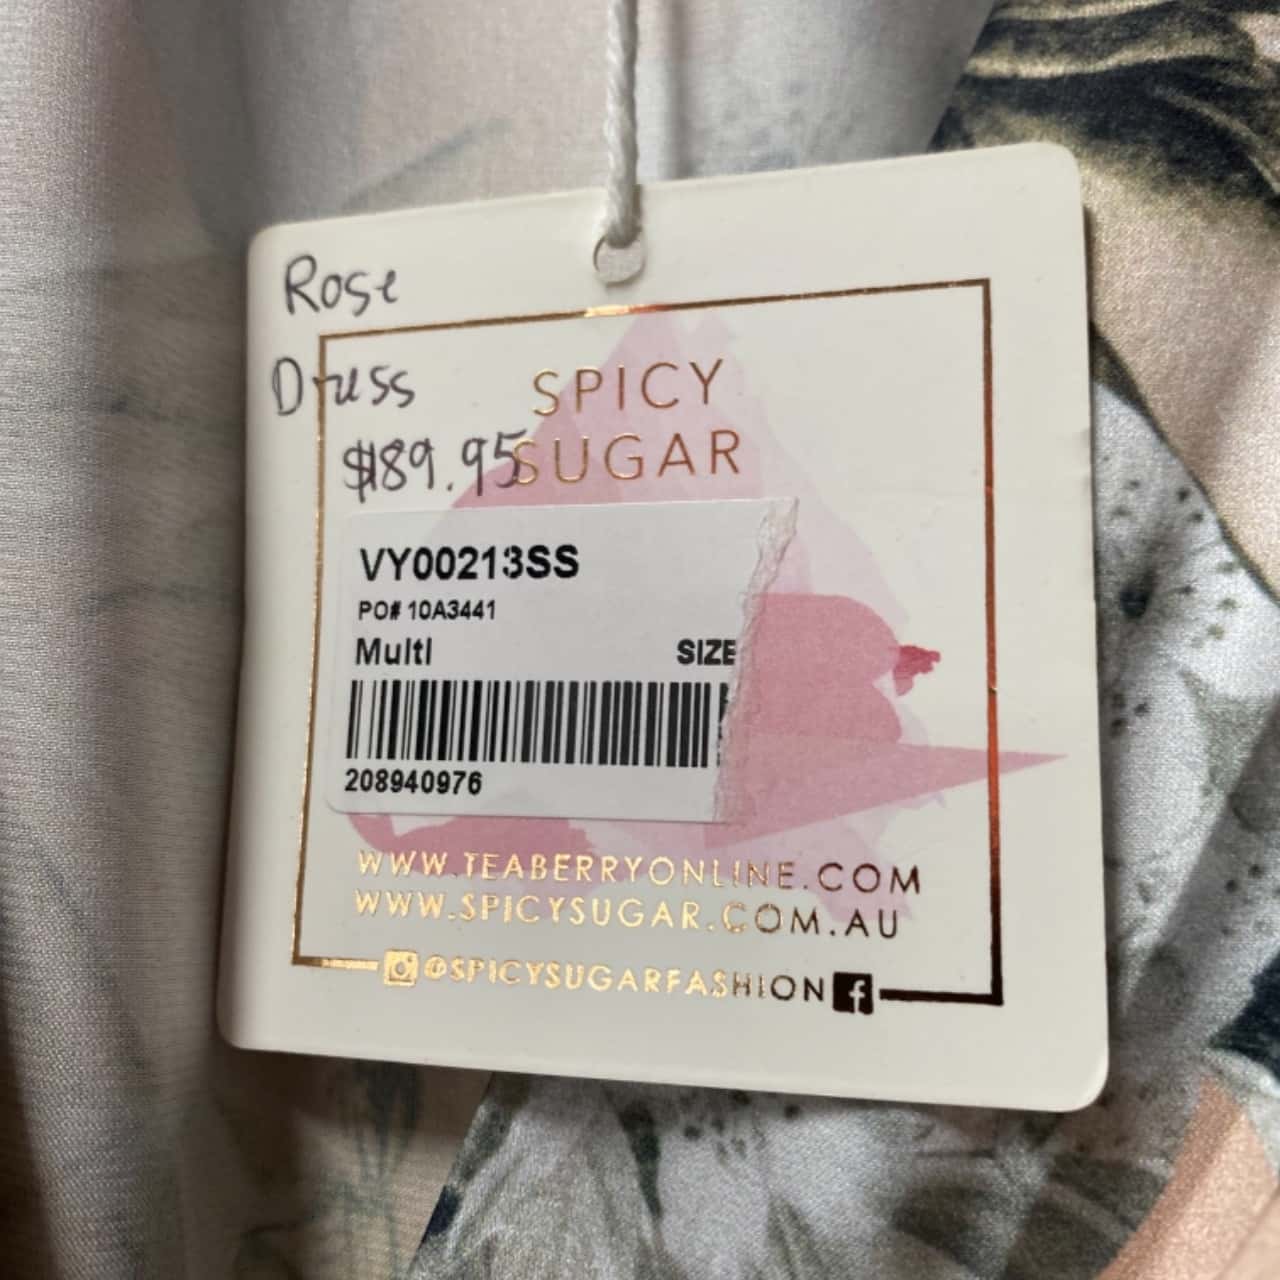 Rose
Dress
$189.95
SPICY
SUGAR
VY00213SS
PO# 10A3441
Multi
SIZE
208940976
WWW.TEABERRYONLINE.COM
WWW.SPICYSUGAR.COM.AU
@SPICYSUGARFASHION